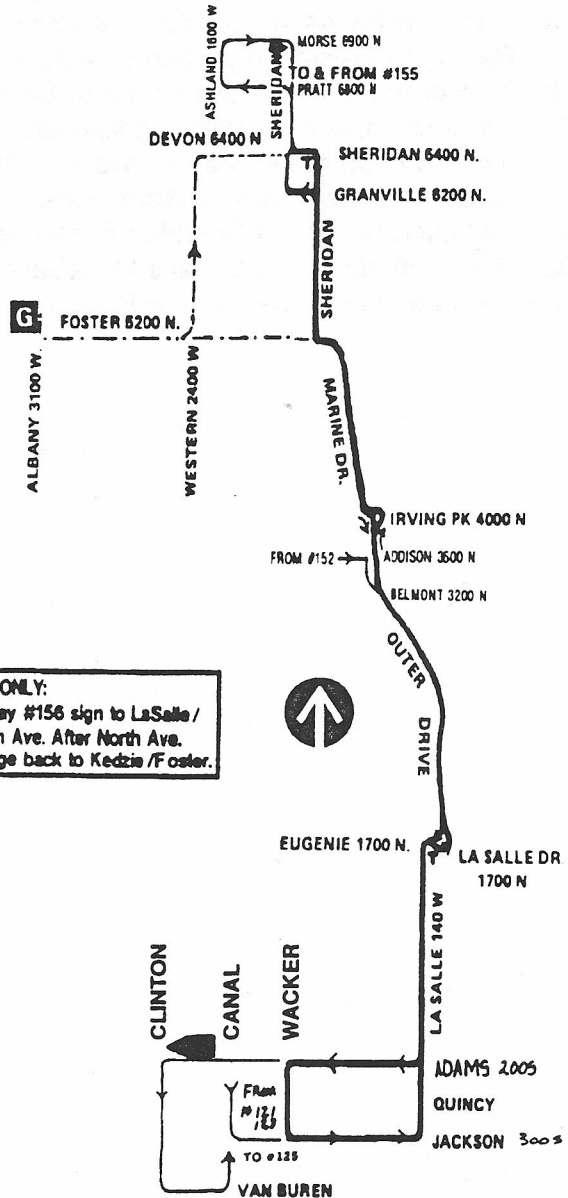 ASHLAND 1600 W
MORSE 6900 N
SHERIDAN
TO & FROM #155
PRATT 6800 N
DEVON 6400 N
SHERIDAN 6400 N.
GRANVILLE 6200 N.
SHERIDAN
G
FOSTER 5200 N.
ALBANY 3100 W.
WESTERN 2400 W
MARINE DR.
IRVING PK 4000 N
FROM #152
ADDISON 3600 N
BELMONT 3200 N
OUTER
DRIVE
ONLY:
#156 sign to LaSalle/
Ave. After North Ave.
back to Kedzie/Foster.
EUGENIE 1700 N.
LA SALLE DR
1700 N
LA SALLE 140 W
CLINTON
CANAL
WACKER
ADAMS 200S
FROM
QUINCY
JACKSON 300S
TO #125
VAN BUREN